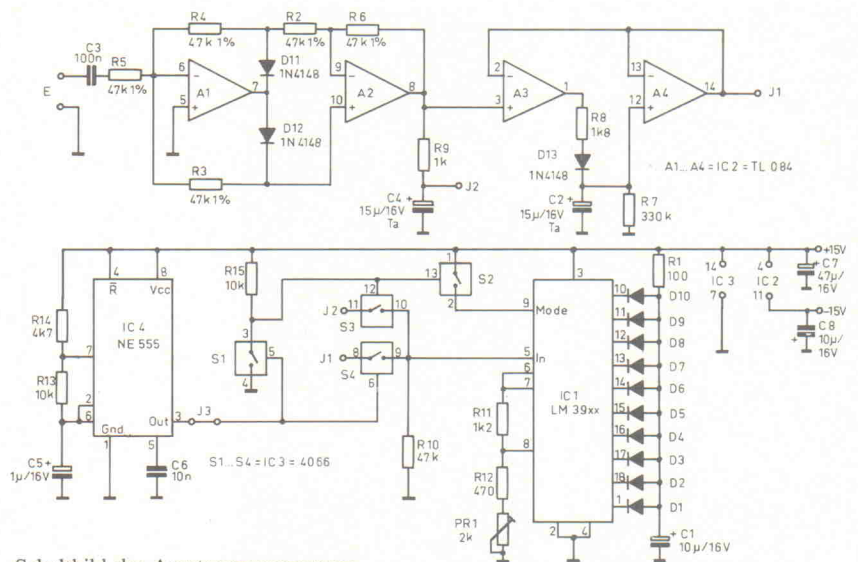 R4
47k 1%
R2
47k 1%
R6
47k 1%
C3
100n
R5
47k 1%
E
6
−
5
+
A1
7
D11
1N4148
D12
1N4148
R3
47k 1%
9
−
10
+
A2
8
R9
1k
J2
C4
+
15µ/16V
Ta
2
−
3
+
A3
1
R8
1k8
D13
1N4148
C2
+
15µ/16V
Ta
13
−
12
+
A4
14
J1
R7
330k
A1...A4 = IC2 = TL 084
R14
4k7
R13
10k
C5
+
1µ/16V
4
R̅
8
Vcc
IC 4
NE 555
7
2
6
Gnd
1
Out
3
5
C6
10n
J3
R15
10k
3
S1
5
4
S1...S4 = IC3 = 4066
J2
11
12
10
S3
J1
8
9
S4
6
13
S2
2
R10
47k
9
Mode
5
In
6
7
8
R11
1k2
R12
470
PR1
2k
3
IC1
LM 39xx
2
4
10
D10
11
D9
12
D8
13
D7
14
D6
15
D5
16
D4
17
D3
18
D2
1
D1
R1
100
C1
+
10µ/16V
14
IC 3
7
4
IC 2
11
+15V
C7
+
47µ/
16V
−15V
C8
+
10µ/
16V